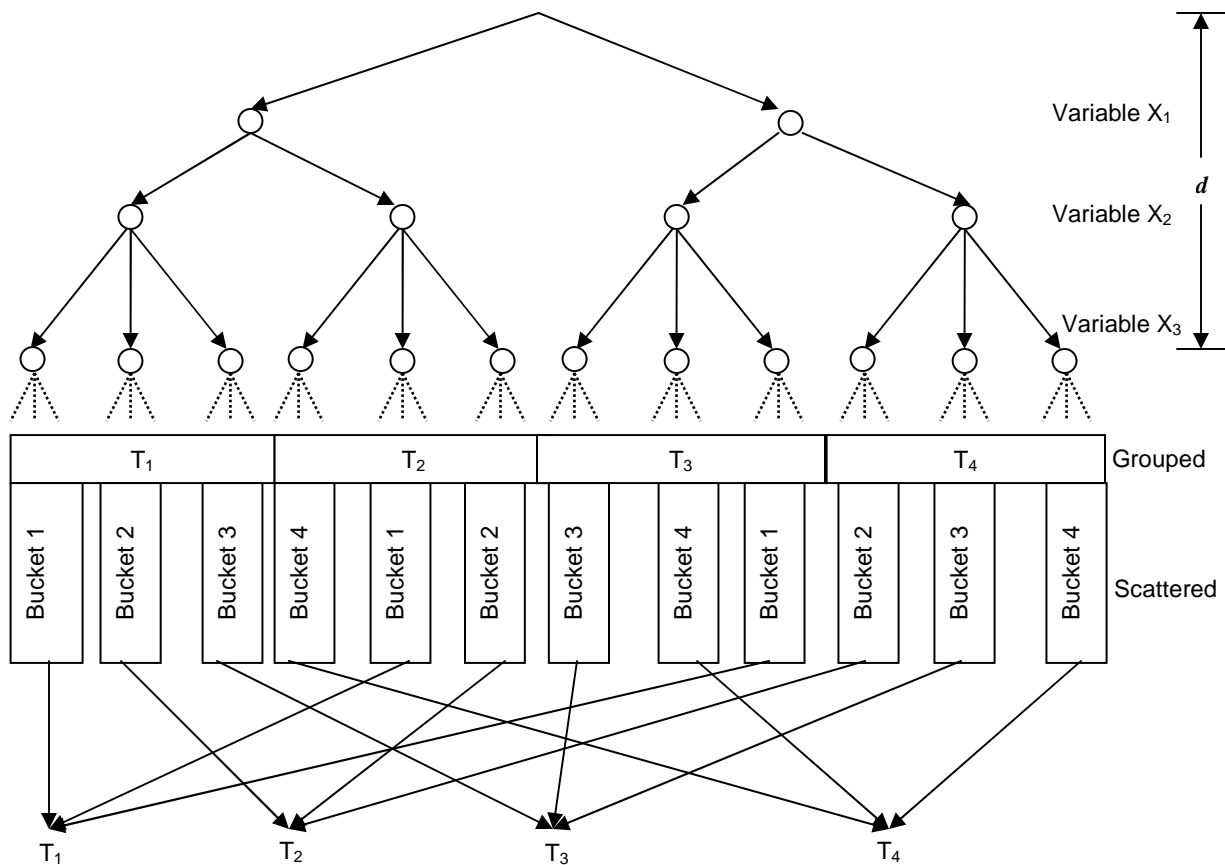 Variable X₁
d
Variable X₂
Variable X₃
T₁ T₂ T₃ T₄ Grouped
Bucket 1
Bucket 2
Bucket 3
Bucket 4
Bucket 1
Bucket 2
Bucket 3
Bucket 4
Bucket 1
Bucket 2
Bucket 3
Bucket 4
Scattered
T₁ T₂ T₃ T₄